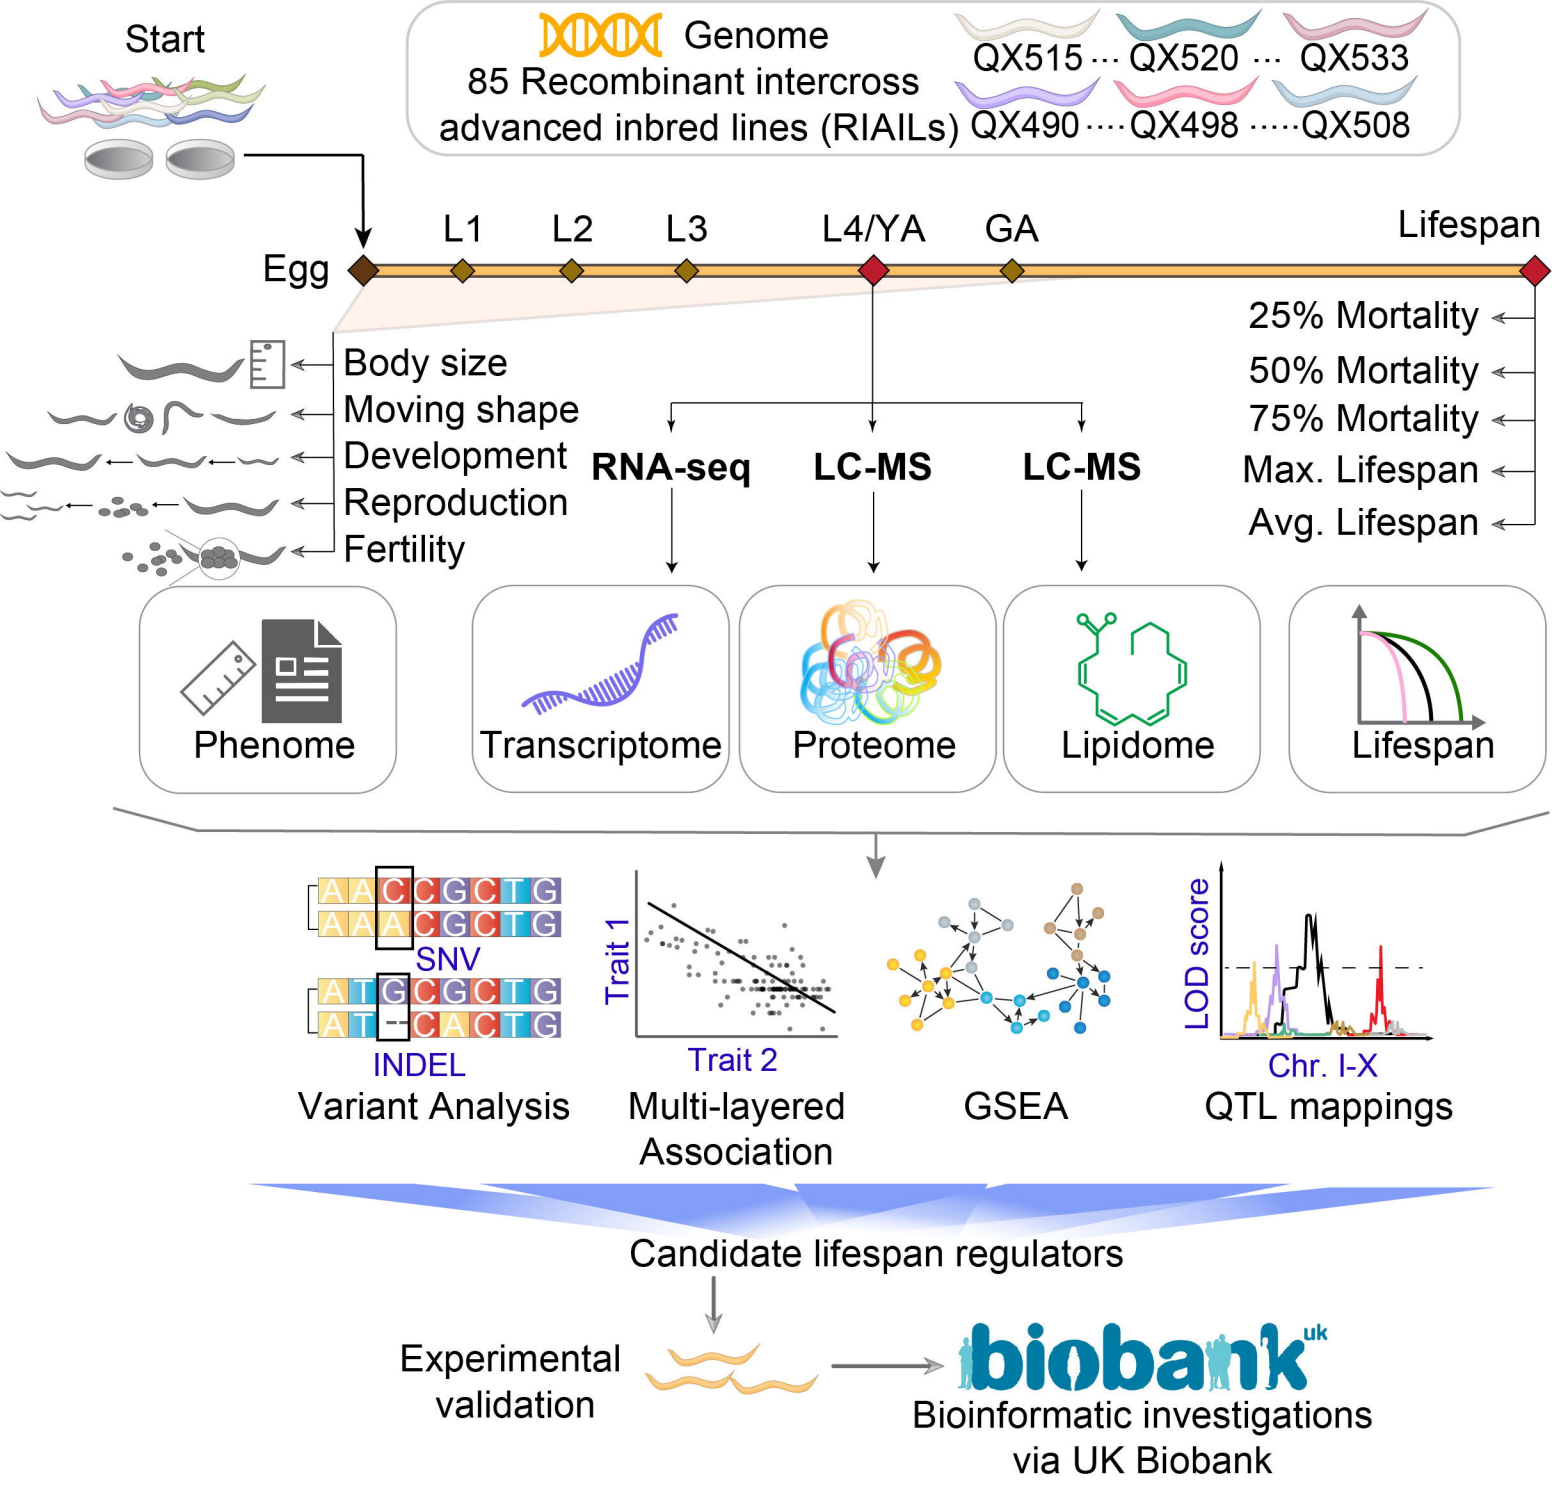 Start
Genome
85 Recombinant intercross
advanced inbred lines (RIAILs)
QX515 ··· QX520 ··· QX533
QX490 ···· QX498 ····· QX508
Egg
L1
L2
L3
L4/YA
GA
Lifespan
Body size
Moving shape
Development
Reproduction
Fertility
RNA-seq
LC-MS
LC-MS
25% Mortality
50% Mortality
75% Mortality
Max. Lifespan
Avg. Lifespan
Phenome
Transcriptome
Proteome
Lipidome
Lifespan
AACCGCTG
AAACGCTG
SNV
ATGCGCTG
AT--CACTG
INDEL
Variant Analysis
Trait 1
Trait 2
Multi-layered
Association
GSEA
LOD score
Chr. I-X
QTL mappings
Candidate lifespan regulators
Experimental
validation
biobank uk
Bioinformatic investigations
via UK Biobank